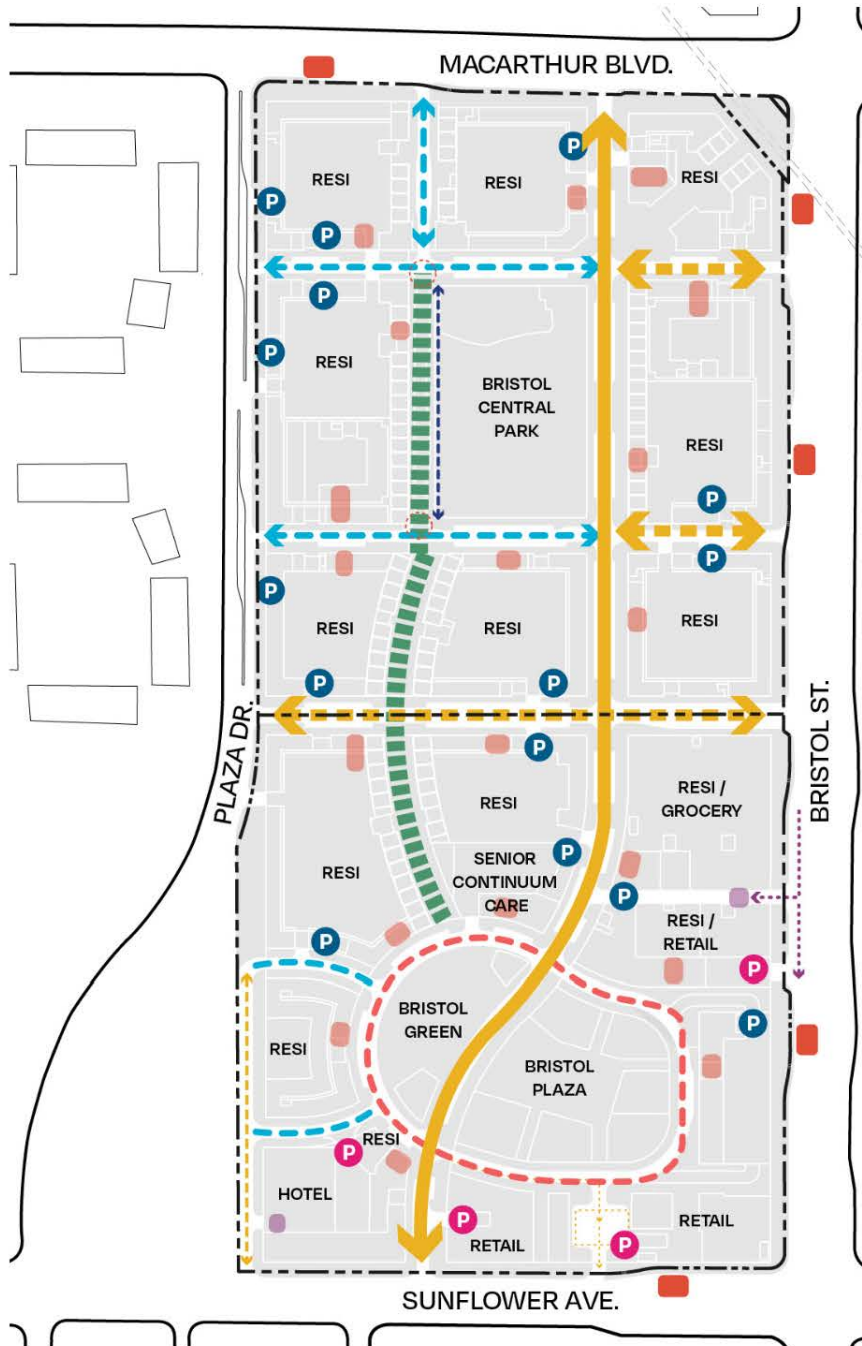 MACARTHUR BLVD.
P
RESI
RESI
RESI
P
P
P
P
RESI
BRISTOL
CENTRAL
PARK
RESI
P
P
P
RESI
RESI
RESI
P
P
PLAZA DR.
BRISTOL ST.
P
RESI
RESI /
GROCERY
P
SENIOR
CONTINUUM
CARE
RESI
P
RESI /
RETAIL
P
P
BRISTOL
GREEN
P
RESI
BRISTOL
PLAZA
RESI
P
HOTEL
P
RETAIL
RETAIL
P
SUNFLOWER AVE.